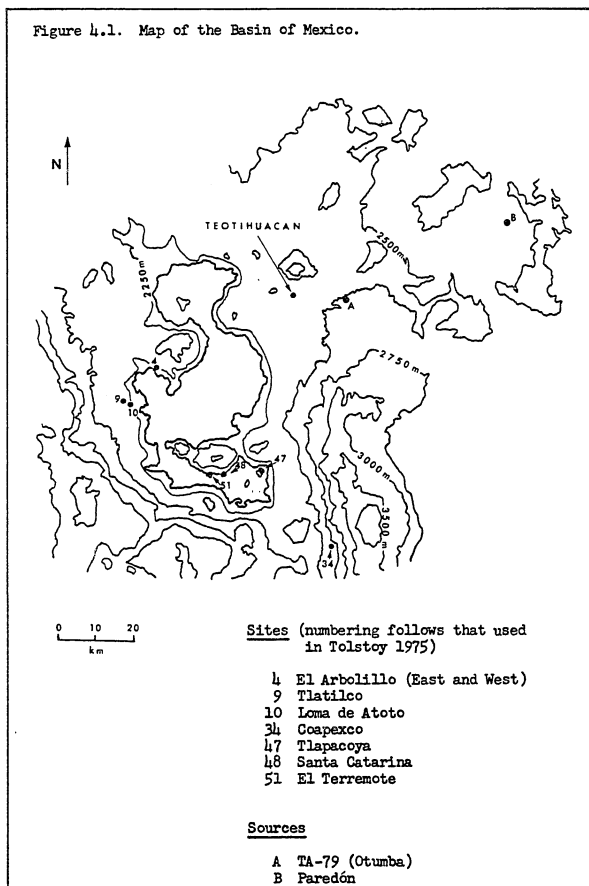 Figure 4.1. Map of the Basin of Mexico.
N
TEOTIHUACAN
B
2500m
2250m
A
4
2750m
9
10
3000m
48
47
51
3500m
34
0 10 20
km
Sites (numbering follows that used
in Tolstoy 1975)
4 El Arbolillo (East and West)
9 Tlatilco
10 Loma de Atoto
34 Coapexco
47 Tlapacoya
48 Santa Catarina
51 El Terremote
Sources
A TA-79 (Otumba)
B Paredón